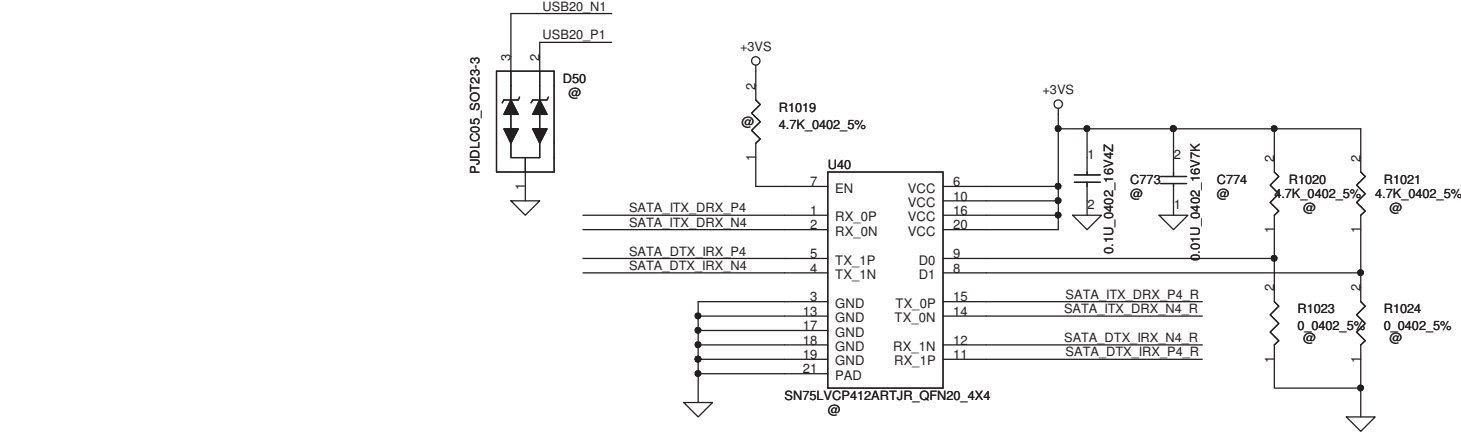 USB20_N1
USB20_P1
3
2
PJDLC05_SOT23-3
D50
@
1
+3VS
2
R1019
@
4.7K_0402_5%
1
+3VS
U40
7
EN
SATA_ITX_DRX_P4
1
RX_0P
SATA_ITX_DRX_N4
2
RX_0N
SATA_DTX_IRX_P4
5
TX_1P
SATA_DTX_IRX_N4
4
TX_1N
3
GND
13
GND
17
GND
18
GND
19
GND
21
PAD
VCC
6
VCC
10
VCC
16
VCC
20
D0
9
D1
8
TX_0P
15
SATA_ITX_DRX_P4_R
TX_0N
14
SATA_ITX_DRX_N4_R
RX_1N
12
SATA_DTX_IRX_N4_R
RX_1P
11
SATA_DTX_IRX_P4_R
SN75LVCP412ARTJR_QFN20_4X4
@
1
2
0.1U_0402_16V4Z
C773
@
2
1
0.01U_0402_16V7K
C774
@
2
1
R1020
4.7K_0402_5%
@
2
1
R1021
4.7K_0402_5%
@
2
1
R1023
0_0402_5%
@
2
1
R1024
0_0402_5%
@